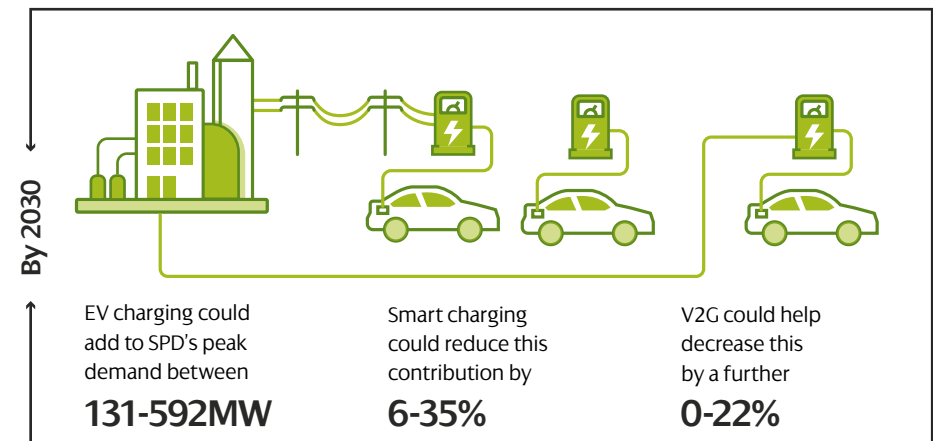 By 2030
EV charging could
add to SPD's peak
demand between
131-592MW
Smart charging
could reduce this
contribution by
6-35%
V2G could help
decrease this
by a further
0-22%